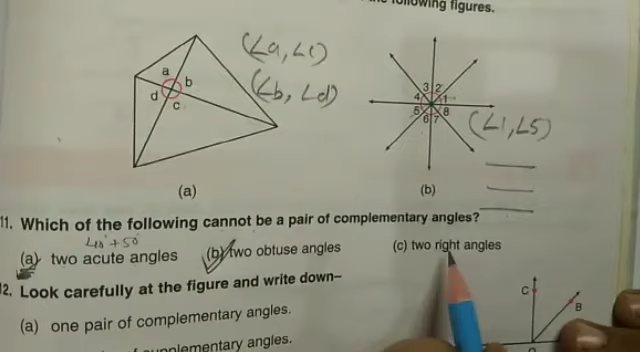 following figures.
(∠a, ∠c)
(∠b, ∠d)
a
b
d
c
3 2
4 1
5 8
6 7
(∠1, ∠5)
(a)
(b)
11. Which of the following cannot be a pair of complementary angles?
(a) two acute angles
(b) two obtuse angles
(c) two right angles
12. Look carefully at the figure and write down–
(a) one pair of complementary angles.
C
B